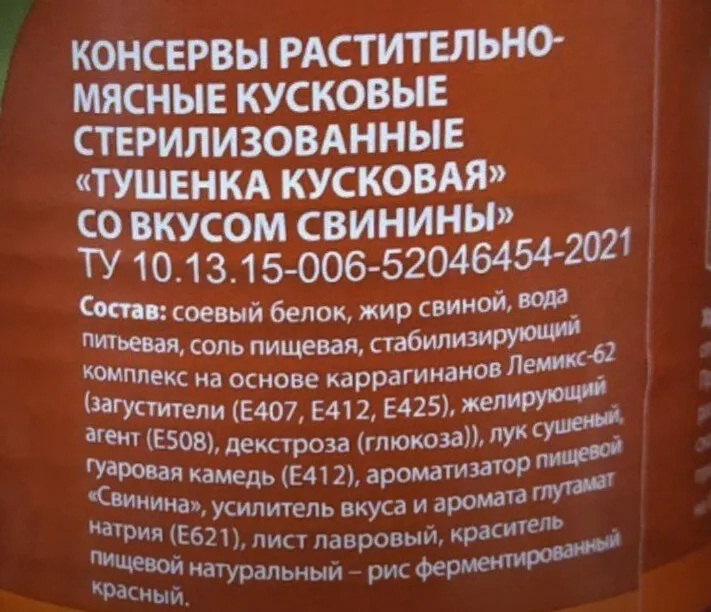 КОНСЕРВЫ РАСТИТЕЛЬНО-
МЯСНЫЕ КУСКОВЫЕ
СТЕРИЛИЗОВАННЫЕ
«ТУШЕНКА КУСКОВАЯ»
СО ВКУСОМ СВИНИНЫ»
ТУ 10.13.15-006-52046454-2021
Состав: соевый белок, жир свиной, вода
питьевая, соль пищевая, стабилизирующий
комплекс на основе каррагинанов Лемикс-62
(загустители (Е407, Е412, Е425), желирующий
агент (Е508), декстроза (глюкоза)), лук сушеный,
гуаровая камедь (Е412), ароматизатор пищевой
«Свинина», усилитель вкуса и аромата глутамат
натрия (Е621), лист лавровый, краситель
пищевой натуральный – рис ферментированный
красный.